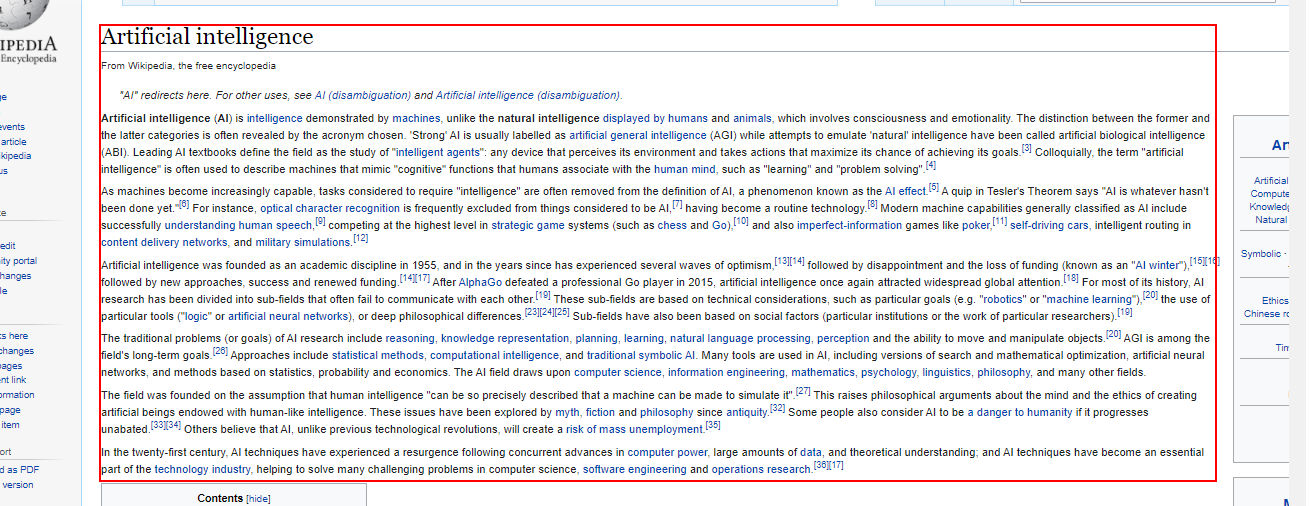 IPEDIA
Encyclopedia
events
article
kipedia
edit
ity portal
hanges
le
ts here
changes
pages
ent link
ormation
page
item
ort
d as PDF
version
Artificial intelligence
From Wikipedia, the free encyclopedia
"AI" redirects here. For other uses, see AI (disambiguation) and Artificial intelligence (disambiguation).
Artificial intelligence (AI) is intelligence demonstrated by machines, unlike the natural intelligence displayed by humans and animals, which involves consciousness and emotionality. The distinction between the former and
the latter categories is often revealed by the acronym chosen. 'Strong' AI is usually labelled as artificial general intelligence (AGI) while attempts to emulate 'natural' intelligence have been called artificial biological intelligence
(ABI). Leading AI textbooks define the field as the study of "intelligent agents": any device that perceives its environment and takes actions that maximize its chance of achieving its goals.[3] Colloquially, the term "artificial
intelligence" is often used to describe machines that mimic "cognitive" functions that humans associate with the human mind, such as "learning" and "problem solving".[4]
As machines become increasingly capable, tasks considered to require "intelligence" are often removed from the definition of AI, a phenomenon known as the AI effect.[5] A quip in Tesler's Theorem says "AI is whatever hasn't
been done yet."[6] For instance, optical character recognition is frequently excluded from things considered to be AI,[7] having become a routine technology.[8] Modern machine capabilities generally classified as AI include
successfully understanding human speech,[9] competing at the highest level in strategic game systems (such as chess and Go),[10] and also imperfect-information games like poker,[11] self-driving cars, intelligent routing in
content delivery networks, and military simulations.[12]
Artificial intelligence was founded as an academic discipline in 1955, and in the years since has experienced several waves of optimism,[13][14] followed by disappointment and the loss of funding (known as an "AI winter"),[15][16]
followed by new approaches, success and renewed funding.[14][17] After AlphaGo defeated a professional Go player in 2015, artificial intelligence once again attracted widespread global attention.[18] For most of its history, AI
research has been divided into sub-fields that often fail to communicate with each other.[19] These sub-fields are based on technical considerations, such as particular goals (e.g. "robotics" or "machine learning"),[20] the use of
particular tools ("logic" or artificial neural networks), or deep philosophical differences.[23][24][25] Sub-fields have also been based on social factors (particular institutions or the work of particular researchers).[19]
The traditional problems (or goals) of AI research include reasoning, knowledge representation, planning, learning, natural language processing, perception and the ability to move and manipulate objects.[20] AGI is among the
field's long-term goals.[26] Approaches include statistical methods, computational intelligence, and traditional symbolic AI. Many tools are used in AI, including versions of search and mathematical optimization, artificial neural
networks, and methods based on statistics, probability and economics. The AI field draws upon computer science, information engineering, mathematics, psychology, linguistics, philosophy, and many other fields.
The field was founded on the assumption that human intelligence "can be so precisely described that a machine can be made to simulate it".[27] This raises philosophical arguments about the mind and the ethics of creating
artificial beings endowed with human-like intelligence. These issues have been explored by myth, fiction and philosophy since antiquity.[32] Some people also consider AI to be a danger to humanity if it progresses
unabated.[33][34] Others believe that AI, unlike previous technological revolutions, will create a risk of mass unemployment.[35]
In the twenty-first century, AI techniques have experienced a resurgence following concurrent advances in computer power, large amounts of data, and theoretical understanding; and AI techniques have become an essential
part of the technology industry, helping to solve many challenging problems in computer science, software engineering and operations research.[36][17]
Contents [hide]
Ar
Artificial
Compute
Knowledg
Natural
Symbolic ·
Ethics
Chinese ro
Tim